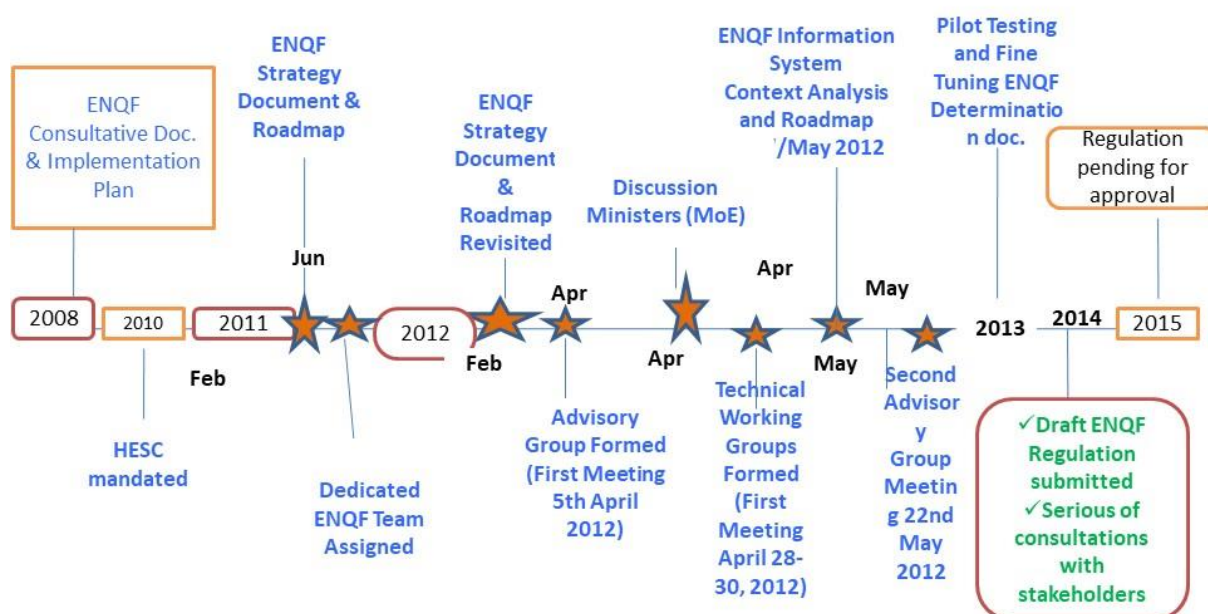 ENQF
Consultative Doc.
& Implementation
Plan
ENQF
Strategy
Document &
Roadmap
ENQF
Strategy
Document
&
Roadmap
Revisited
Discussion
Ministers (MoE)
ENQF Information
System
Context Analysis
and Roadmap
/May 2012
Pilot Testing
and Fine
Tuning ENQF
Determinatio
n doc.
Regulation
pending for
approval
Jun
Apr
Apr
May
2008
2010
2011
2012
2013
2014
2015
Feb
Feb
Apr
May
HESC
mandated
Dedicated
ENQF Team
Assigned
Advisory
Group Formed
(First Meeting
5th April
2012)
Technical
Working
Groups
Formed
(First
Meeting
April 28-
30, 2012)
Second
Advisor
y
Group
Meetin
g 22nd
May
2012
✓Draft ENQF
Regulation
submitted
✓Serious of
consultations
with
stakeholders